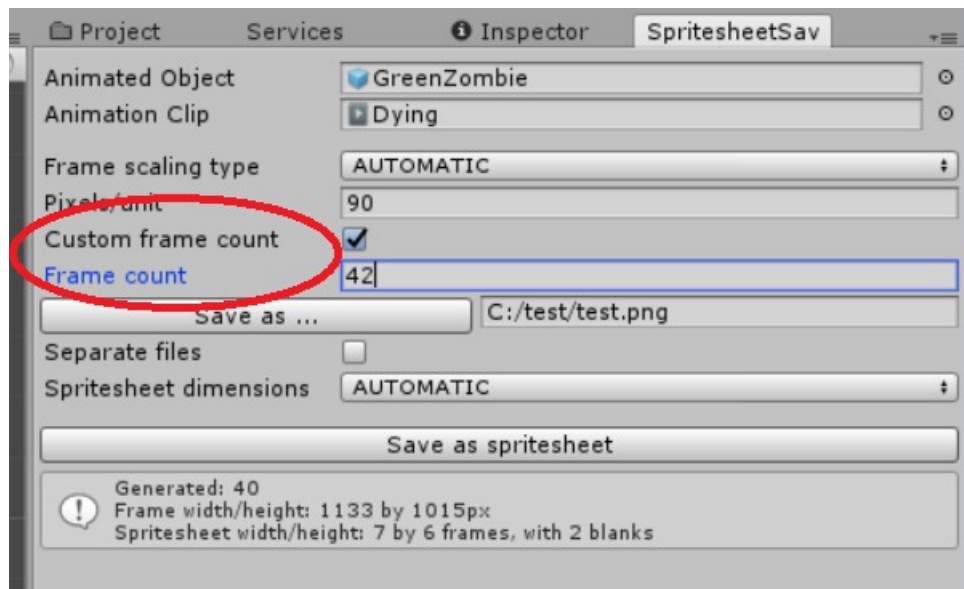 Project Services Inspector SpritesheetSav
Animated Object GreenZombie
Animation Clip Dying
Frame scaling type AUTOMATIC
Pixels/unit 90
Custom frame count
Frame count 42
Save as ... C:/test/test.png
Separate files
Spritesheet dimensions AUTOMATIC
Save as spritesheet
Generated: 40
Frame width/height: 1133 by 1015px
Spritesheet width/height: 7 by 6 frames, with 2 blanks